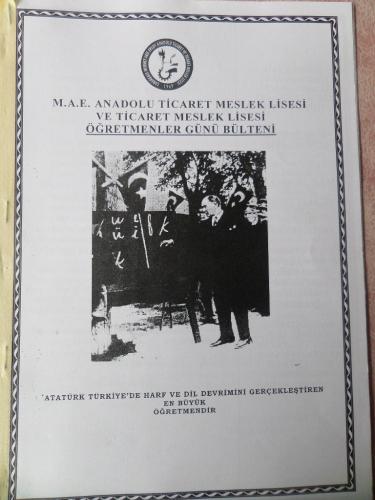 M.A.E. ANADOLU TİCARET MESLEK LİSESİ
VE TİCARET MESLEK LİSESİ
ÖĞRETMENLER GÜNÜ BÜLTENİ
'ATATÜRK TÜRKİYE'DE HARF VE DİL DEVRİMİNİ GERÇEKLEŞTİREN
EN BÜYÜK
ÖĞRETMENDİR